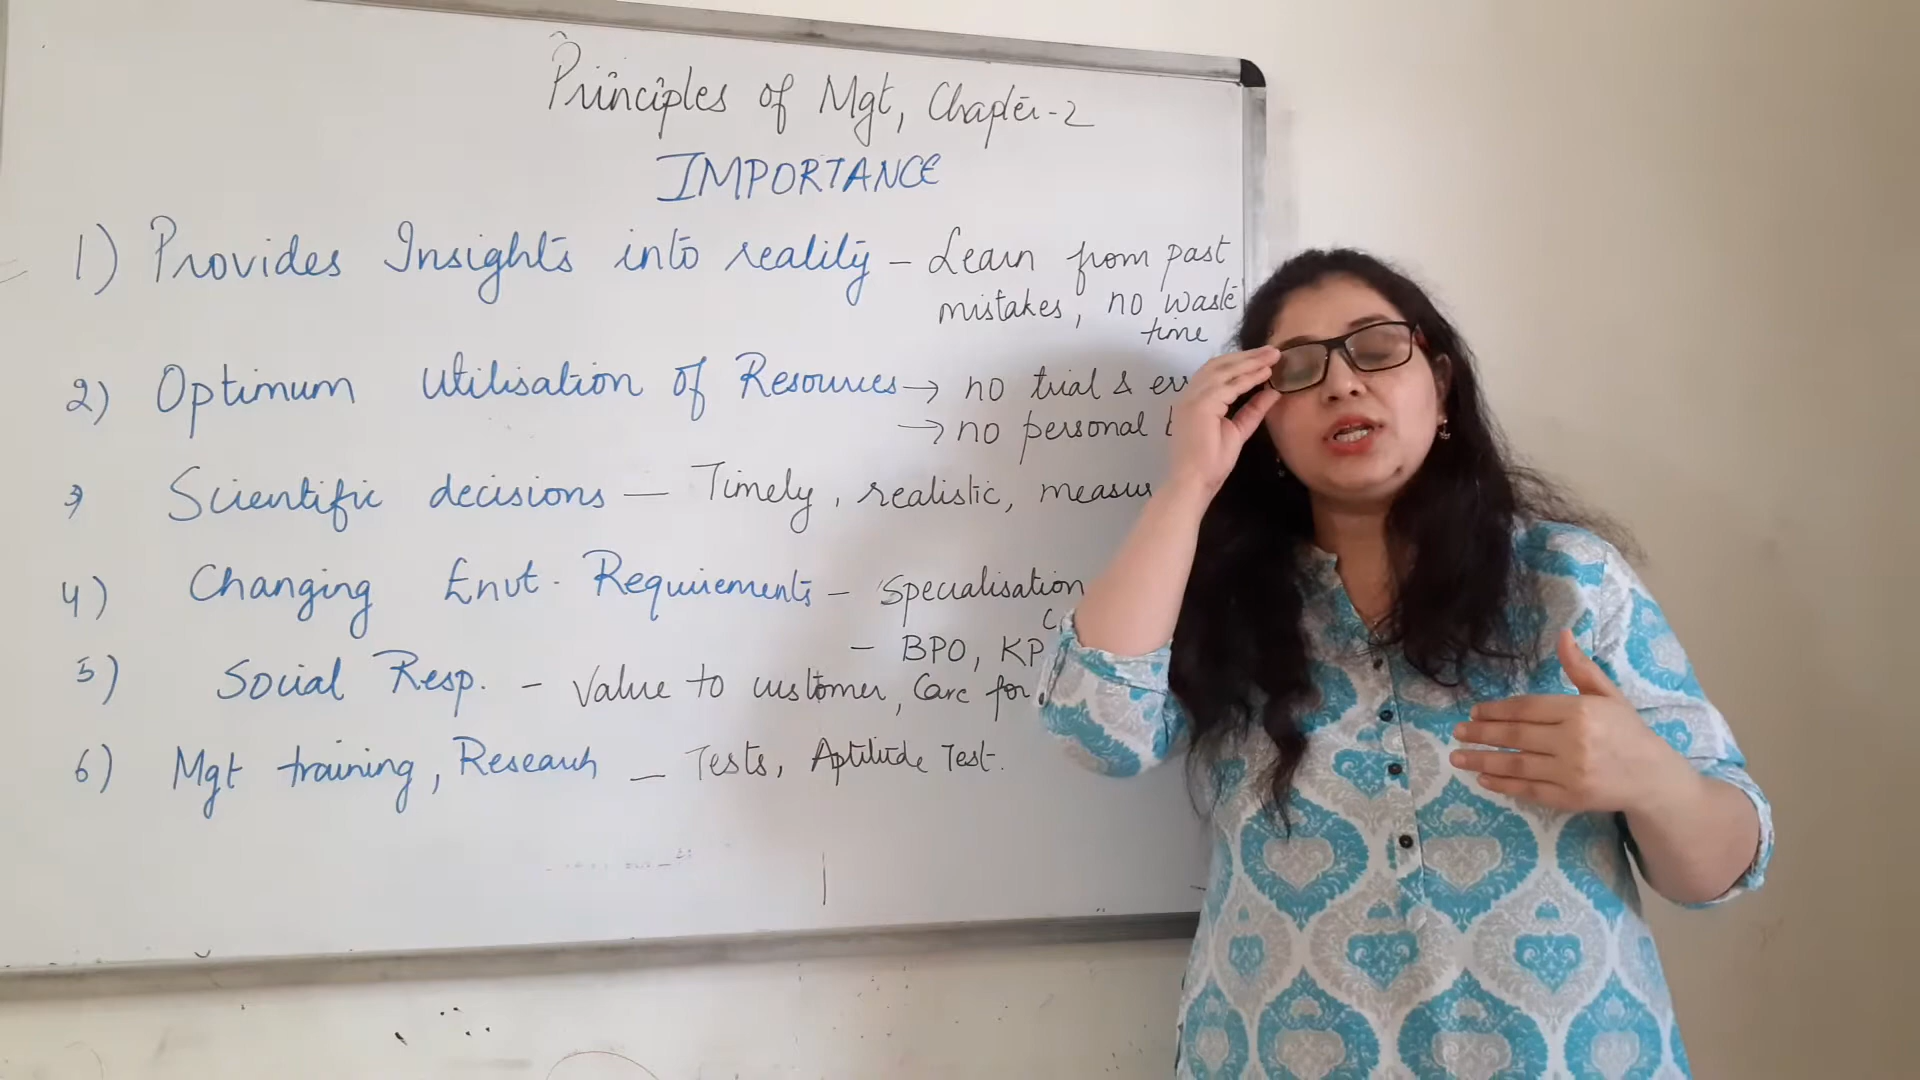 Principles of Mgt, Chapter-2
IMPORTANCE
1) Provides Insights into reality - Learn from past
mistakes, no waste
time
2) Optimum Utilisation of Resources → no trial &
→ no personal
3) Scientific decisions — Timely, realistic,
4) Changing Envt. Requirements - Specialisation
- BPO,
5) Social Resp. - Value to customer, Care for
6) Mgt training, Research — Tests, Aptitude Test.